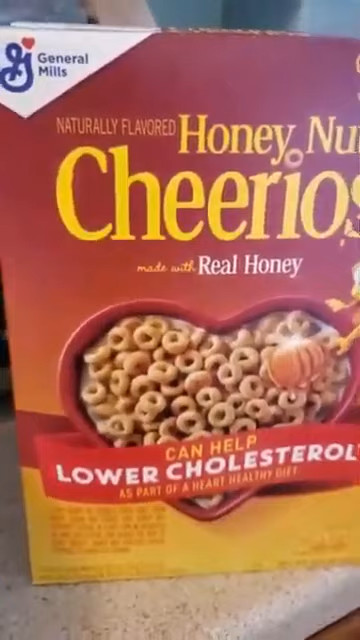 General
Mills
NATURALLY FLAVORED Honey Nu
Cheerios
made with Real Honey
CAN HELP
LOWER CHOLESTEROL
AS PART OF A HEART HEALTHY DIET